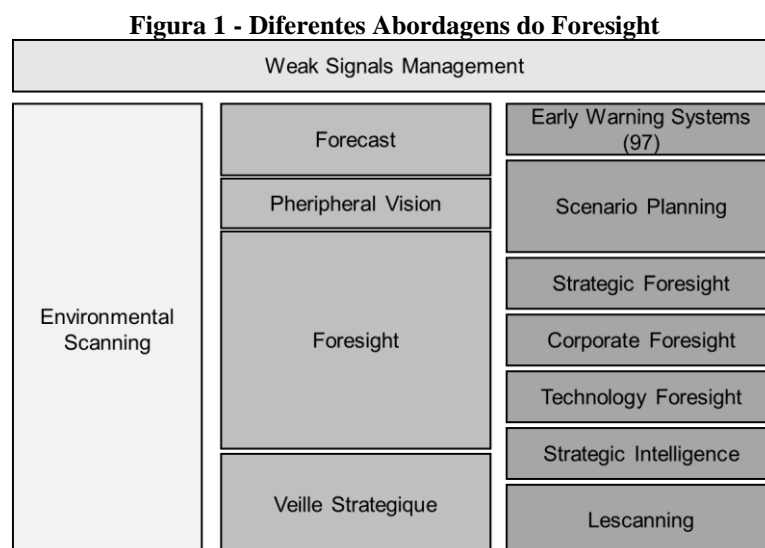 Figura 1 - Diferentes Abordagens do Foresight
Weak Signals Management
Environmental
Scanning
Forecast
Pheripheral Vision
Foresight
Veille Strategique
Early Warning Systems
(97)
Scenario Planning
Strategic Foresight
Corporate Foresight
Technology Foresight
Strategic Intelligence
Lescanning